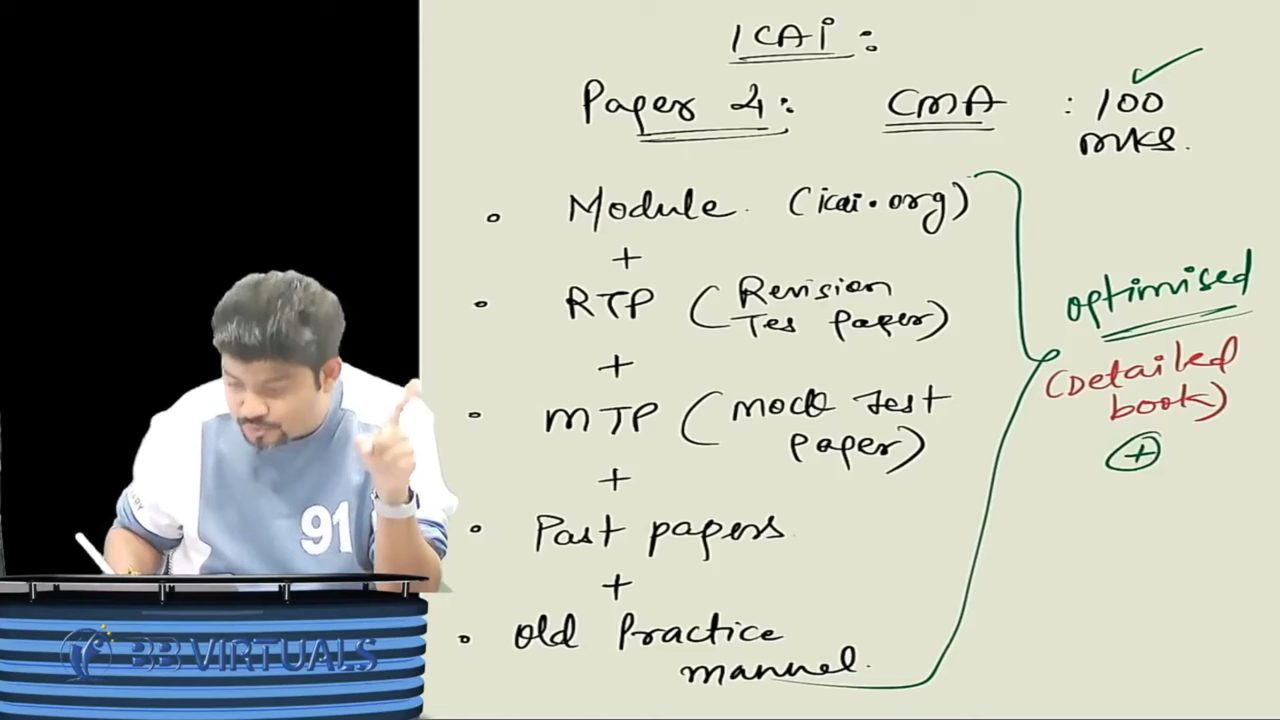 ICAI :
Paper 4: CMA : 100 mks.
• Module. (icai.org)
+
• RTP (Revision Tes paper)
+
• MTP (mock Test paper)
+
• Past papers
+
• Old Practice manuel.
optimised
(Detailed book)
+
91
BB VIRTUALS